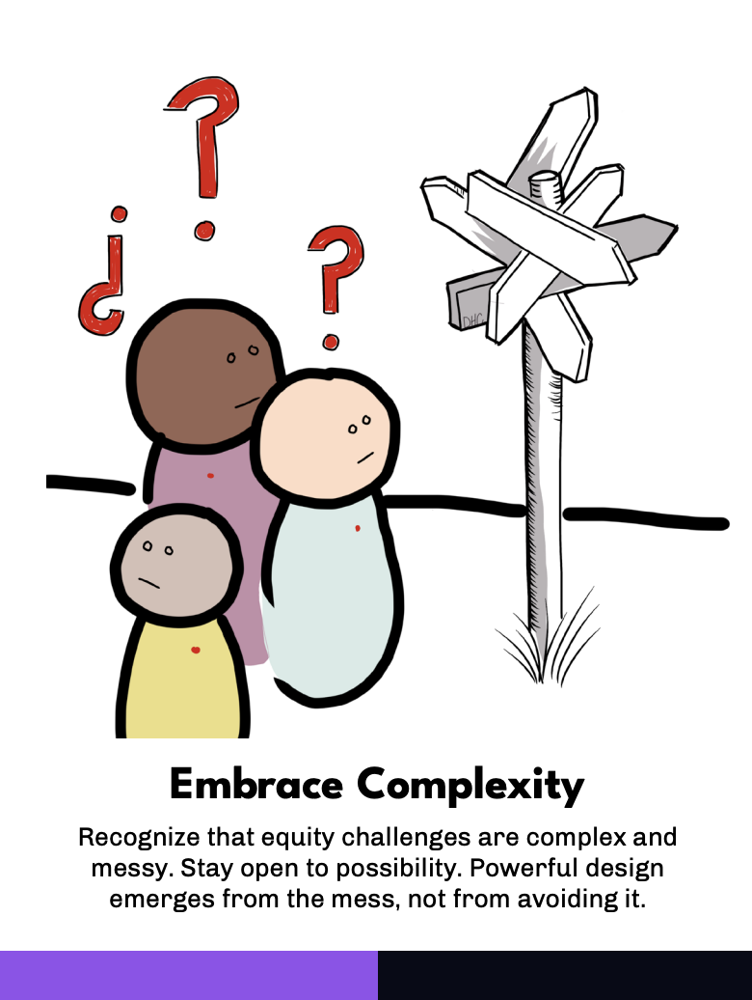 ?
¿
?
DHC
Embrace Complexity
Recognize that equity challenges are complex and
messy. Stay open to possibility. Powerful design
emerges from the mess, not from avoiding it.